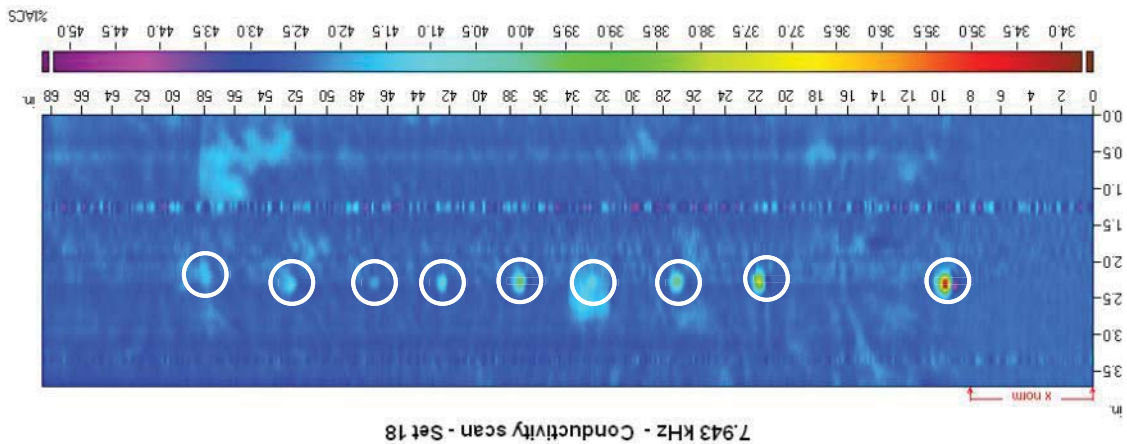 7.943 kHz - Conductivity scan - Set 18
in.
x norm
3.5
3.0
2.5
2.0
1.5
1.0
0.5
0.0
0 2 4 6 8 10 12 14 16 18 20 22 24 26 28 30 32 34 36 38 40 42 44 46 48 50 52 54 56 58 60 62 64 66 68
in.
34.0 34.5 35.0 35.5 36.0 36.5 37.0 37.5 38.0 38.5 39.0 39.5 40.0 40.5 41.0 41.5 42.0 42.5 43.0 43.5 44.0 44.5 45.0
%IACS